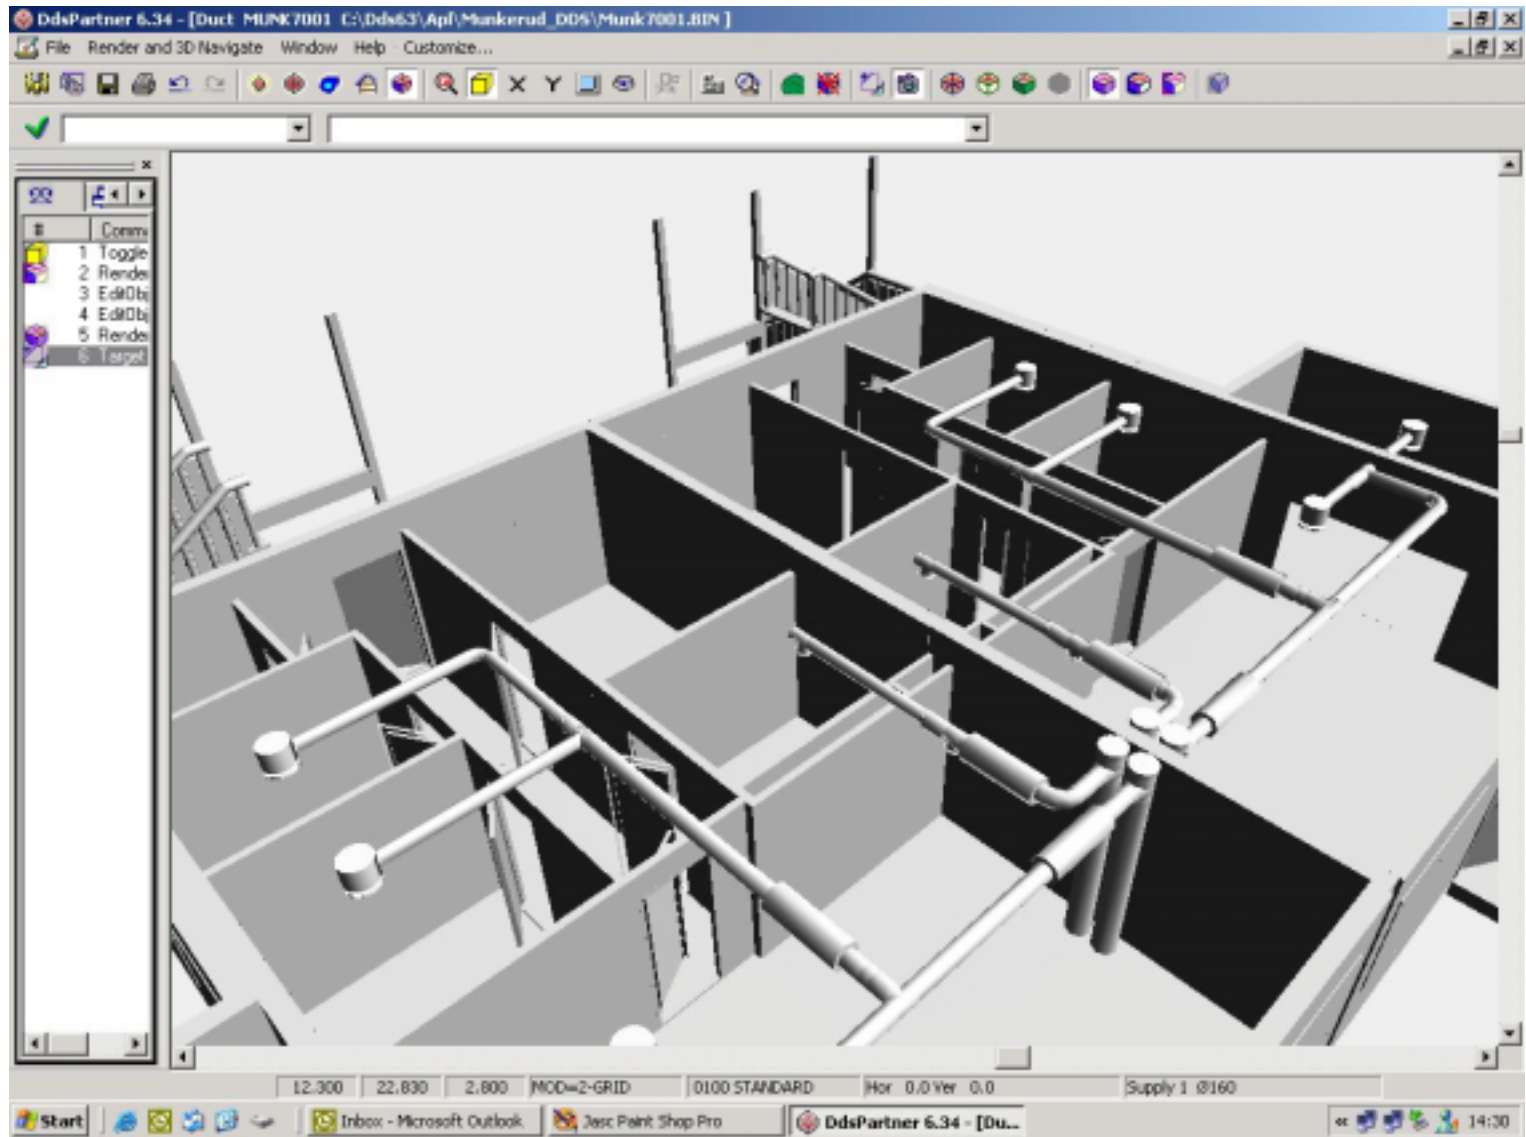 DdsPartner 6.34 - [Duct MUNK7001 C:\Dds63\Apl\Munkerud_DDS\Munk7001.BIN ]
File Render and 3D Navigate Window Help Customize...
X Y
# Comm
1 Toggle
2 Render
3 EditObj
4 EditObj
5 Render
6 Target
12.300 22.830 2.800 MOD=2-GRID 0100 STANDARD Hor 0.0 Ver 0.0 Supply 1 Ø160
Start Inbox - Microsoft Outlook Jasc Paint Shop Pro DdsPartner 6.34 - [Du... « 14:30